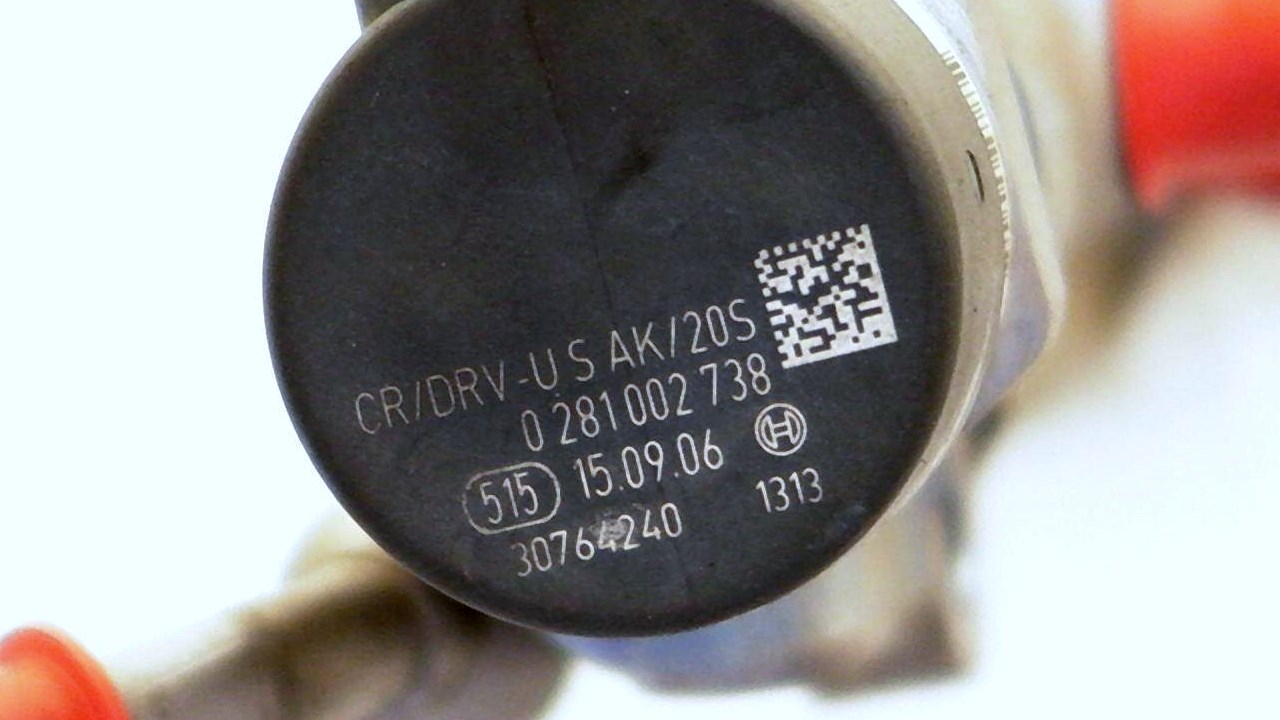 CR/DRV-U S AK/20S
0 281 002 738
515 15.09.06
30764240 1313